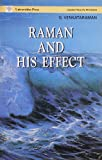 Universities Press
G. VENKATARAMAN
RAMAN AND
HIS EFFECT